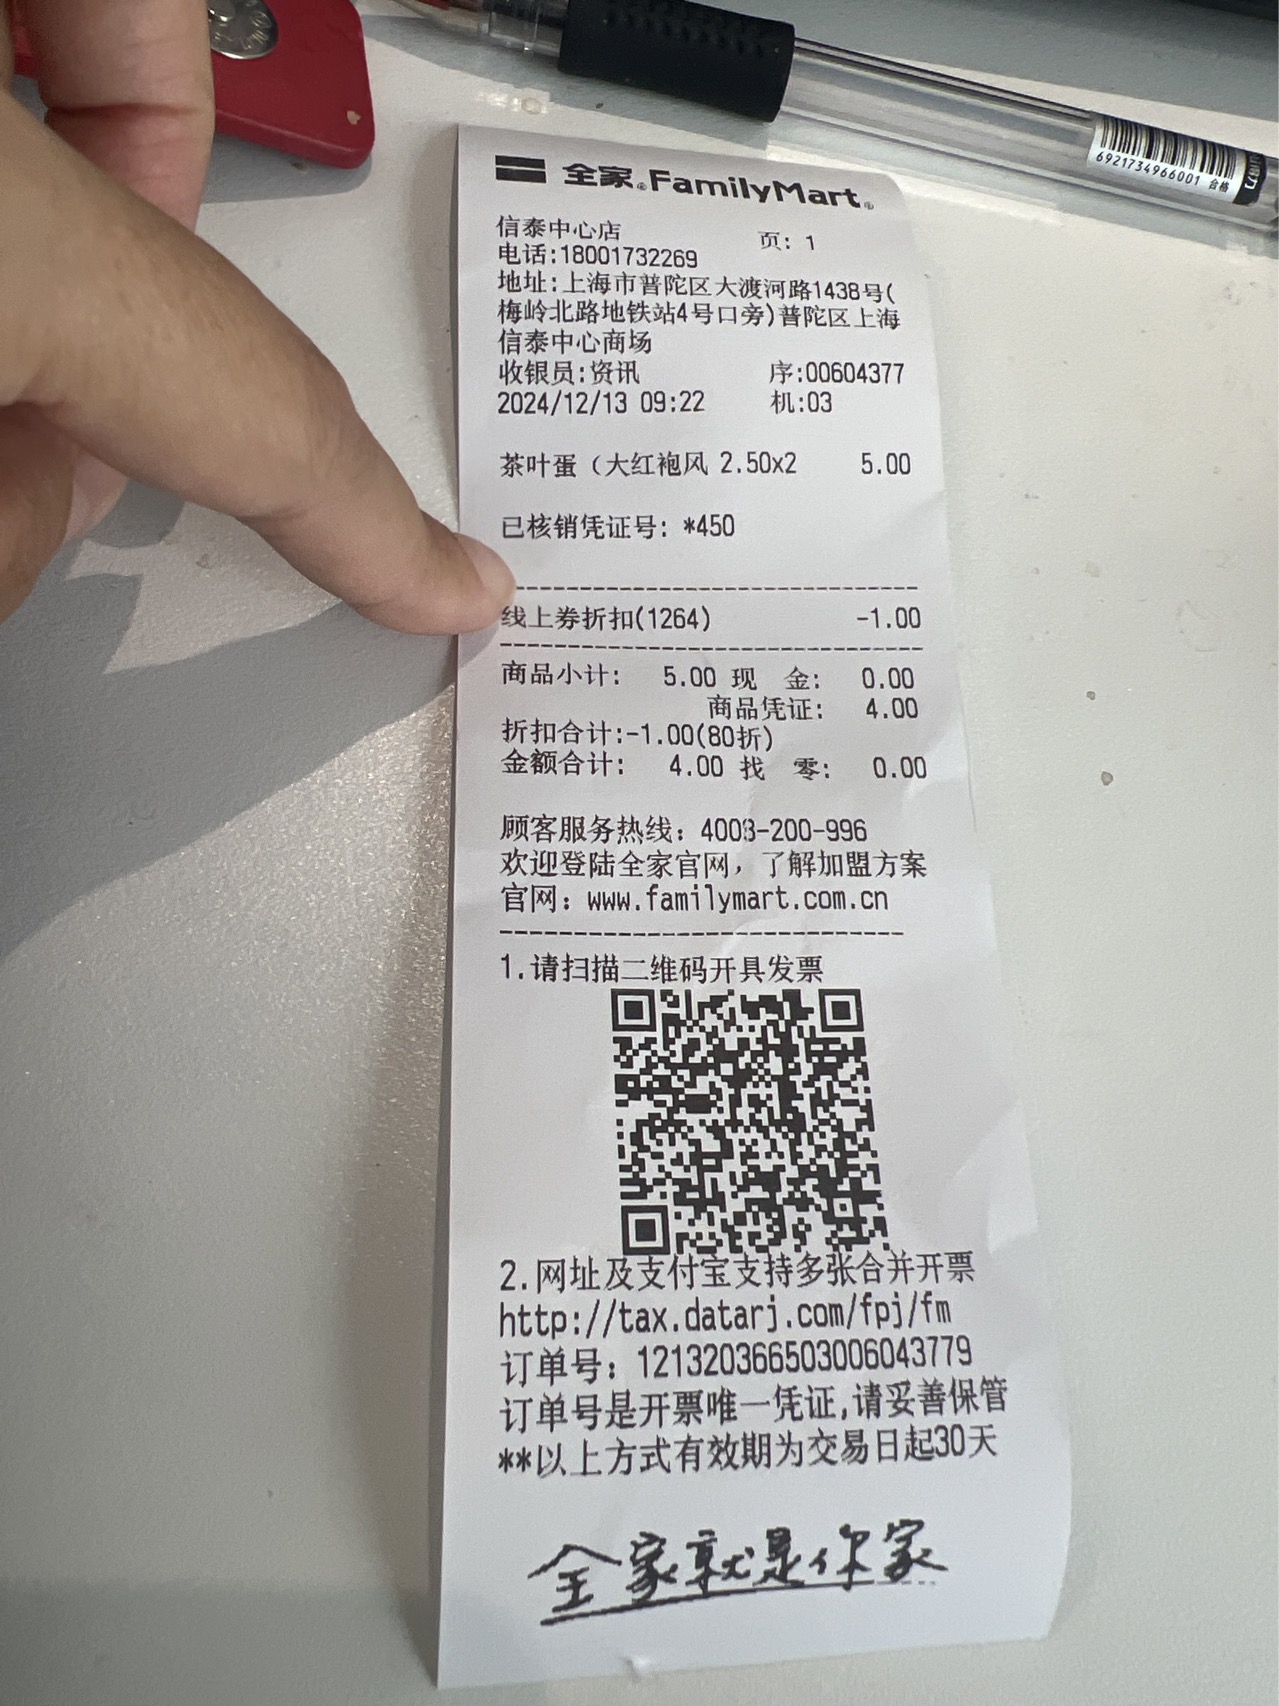 全家®FamilyMart®
信泰中心店 页: 1
电话:18001732269
地址:上海市普陀区大渡河路1438号(
梅岭北路地铁站4号口旁)普陀区上海
信泰中心商场
收银员:资讯 序:00604377
2024/12/13 09:22 机:03
茶叶蛋（大红袍风 2.50x2 5.00
已核销凭证号: *450
线上券折扣(1264) -1.00
商品小计: 5.00 现 金: 0.00
商品凭证: 4.00
折扣合计:-1.00(80折)
金额合计: 4.00 找 零: 0.00
顾客服务热线: 4008-200-996
欢迎登陆全家官网，了解加盟方案
官网: www.familymart.com.cn
1.请扫描二维码开具发票
2.网址及支付宝支持多张合并开票
http://tax.datarj.com/fpj/fm
订单号: 121320366503006043779
订单号是开票唯一凭证,请妥善保管
**以上方式有效期为交易日起30天
全家就是你家
6921734966001 合格